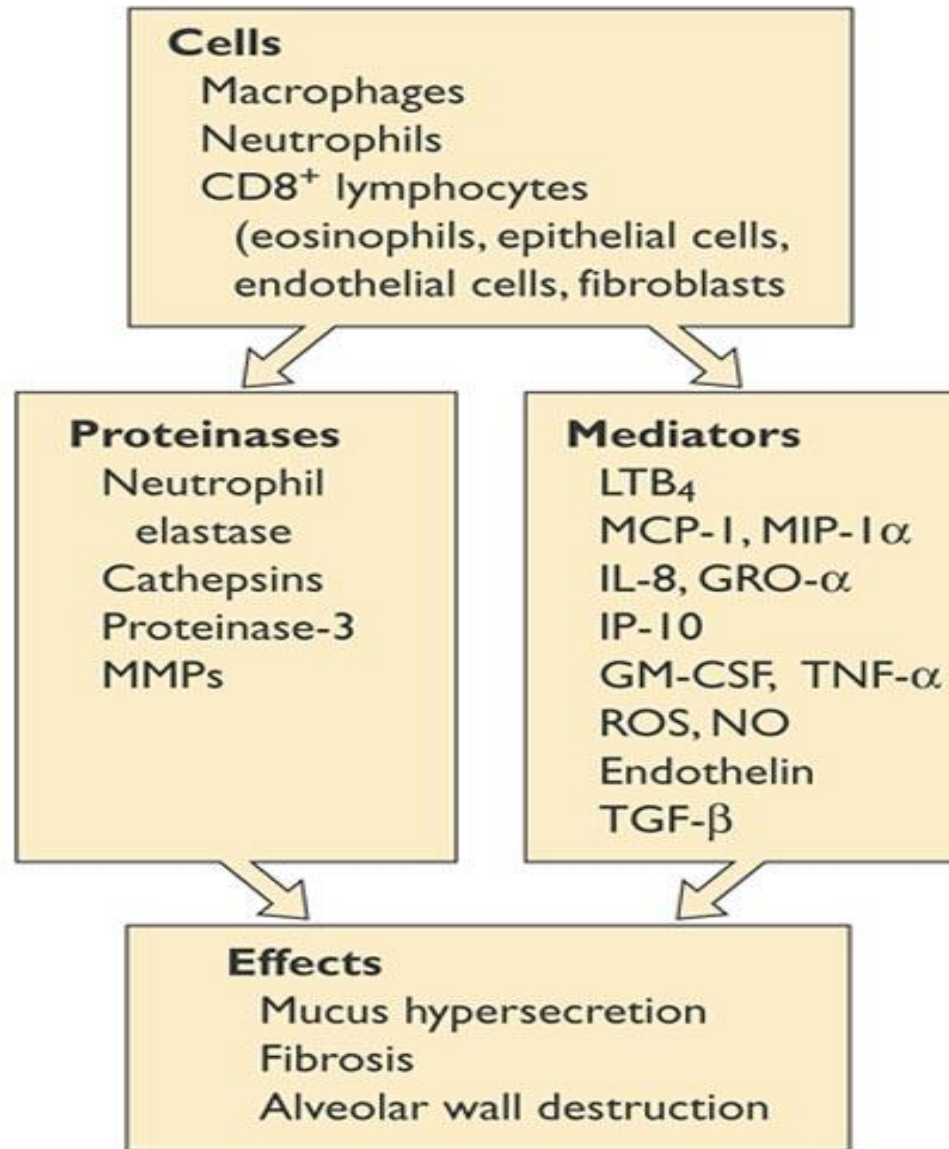 Cells
Macrophages
Neutrophils
CD8⁺ lymphocytes
(eosinophils, epithelial cells,
endothelial cells, fibroblasts
Proteinases
Neutrophil
elastase
Cathepsins
Proteinase-3
MMPs
Mediators
LTB₄
MCP-1, MIP-1α
IL-8, GRO-α
IP-10
GM-CSF, TNF-α
ROS, NO
Endothelin
TGF-β
Effects
Mucus hypersecretion
Fibrosis
Alveolar wall destruction